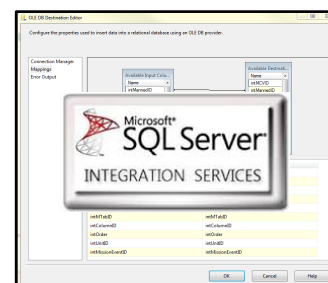 OLE DB Destination Editor
Configure the properties used to insert data into a relational database using an OLE DB provider.
Connection Manager
Mappings
Error Output
Available Input Colu...
Name
intMannedID
Available Destinati...
Name
intMCVID
intMannedID
Microsoft®
SQL Server®
INTEGRATION SERVICES
intMTabID intMTabID
intColumnID intColumnID
intOrder intOrder
intUnitID intUnitID
intMissionEventID intMissionEventID
OK Cancel Help